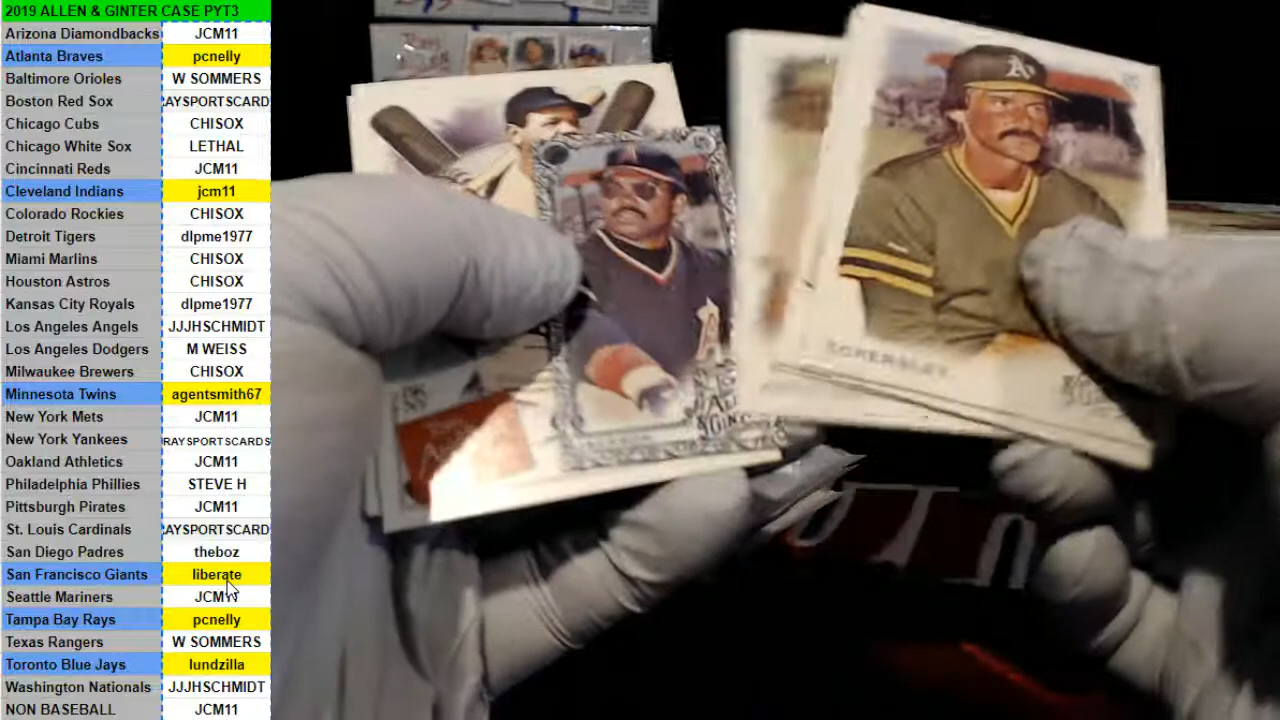 2019 ALLEN & GINTER CASE PYT3
Arizona Diamondbacks JCM11
Atlanta Braves pcnelly
Baltimore Orioles W SOMMERS
Boston Red Sox AYSPORTSCARD
Chicago Cubs CHISOX
Chicago White Sox LETHAL
Cincinnati Reds JCM11
Cleveland Indians jcm11
Colorado Rockies CHISOX
Detroit Tigers dlpme1977
Miami Marlins CHISOX
Houston Astros CHISOX
Kansas City Royals dlpme1977
Los Angeles Angels JJJHSCHMIDT
Los Angeles Dodgers M WEISS
Milwaukee Brewers CHISOX
Minnesota Twins agentsmith67
New York Mets JCM11
New York Yankees RAYSPORTSCARDS
Oakland Athletics JCM11
Philadelphia Phillies STEVE H
Pittsburgh Pirates JCM11
St. Louis Cardinals AYSPORTSCARD
San Diego Padres theboz
San Francisco Giants liberate
Seattle Mariners JCM11
Tampa Bay Rays pcnelly
Texas Rangers W SOMMERS
Toronto Blue Jays lundzilla
Washington Nationals JJJHSCHMIDT
NON BASEBALL JCM11
A's
ECKERSLEY